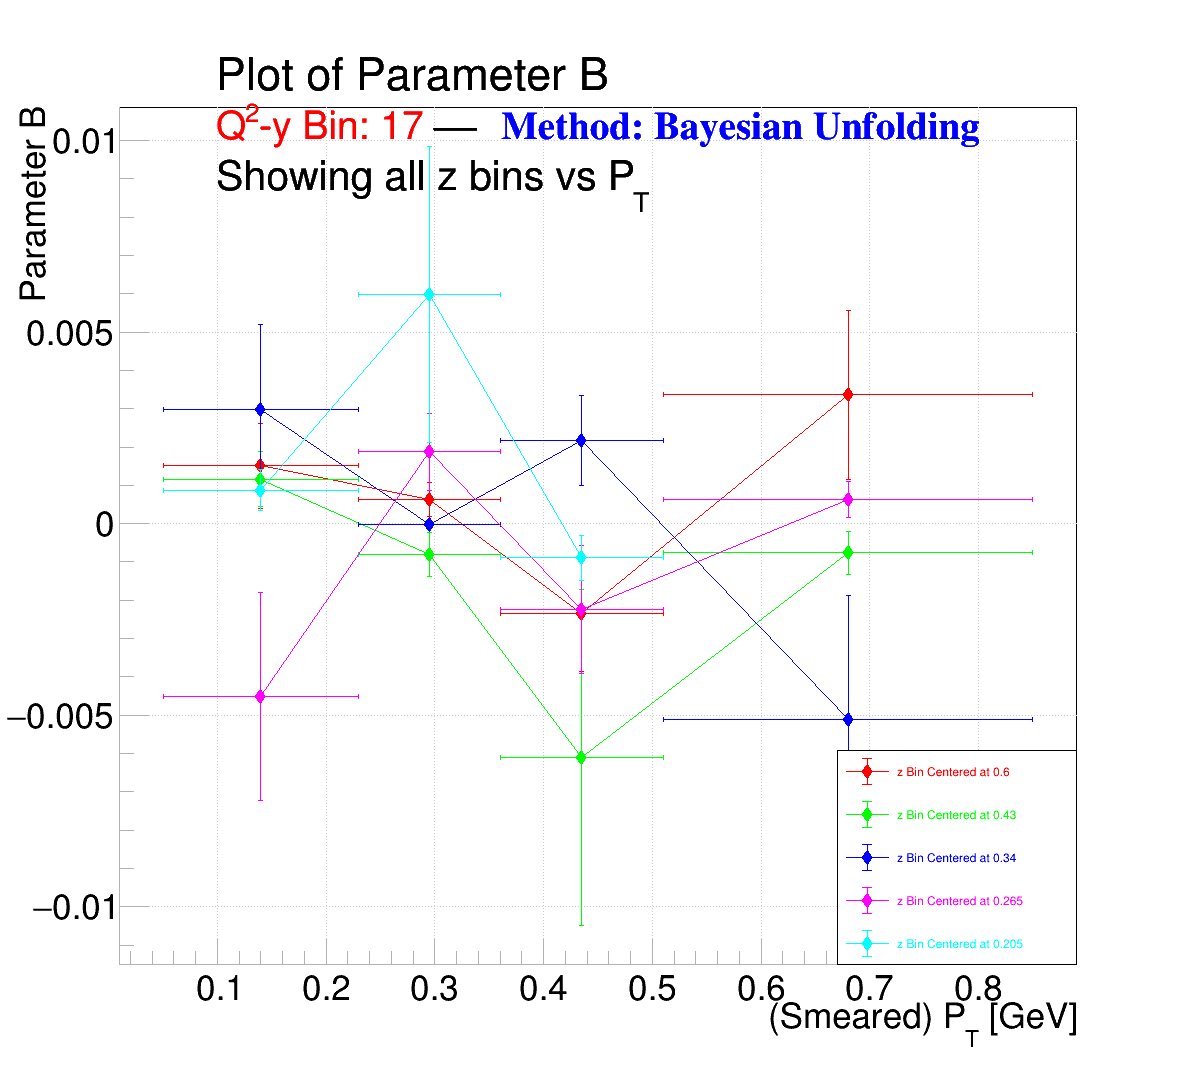 Plot of Parameter B
Q²-y Bin: 17 — Method: Bayesian Unfolding
Showing all z bins vs P_T
Parameter B
0.01
0.005
0
−0.005
−0.01
z Bin Centered at 0.6
z Bin Centered at 0.43
z Bin Centered at 0.34
z Bin Centered at 0.265
z Bin Centered at 0.205
0.1 0.2 0.3 0.4 0.5 0.6 0.7 0.8
(Smeared) P_T [GeV]